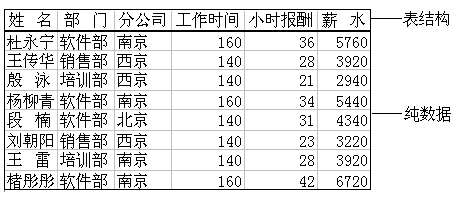 姓 名 部 门 分公司 工作时间 小时报酬 薪 水 表结构
杜永宁 软件部 南京 160 36 5760
王传华 销售部 西京 140 28 3920
殷 泳 培训部 西京 140 21 2940
杨柳青 软件部 南京 160 34 5440
段 楠 软件部 北京 140 31 4340 纯数据
刘朝阳 销售部 西京 140 23 3220
王 雷 培训部 南京 140 28 3920
楮彤彤 软件部 南京 160 42 6720